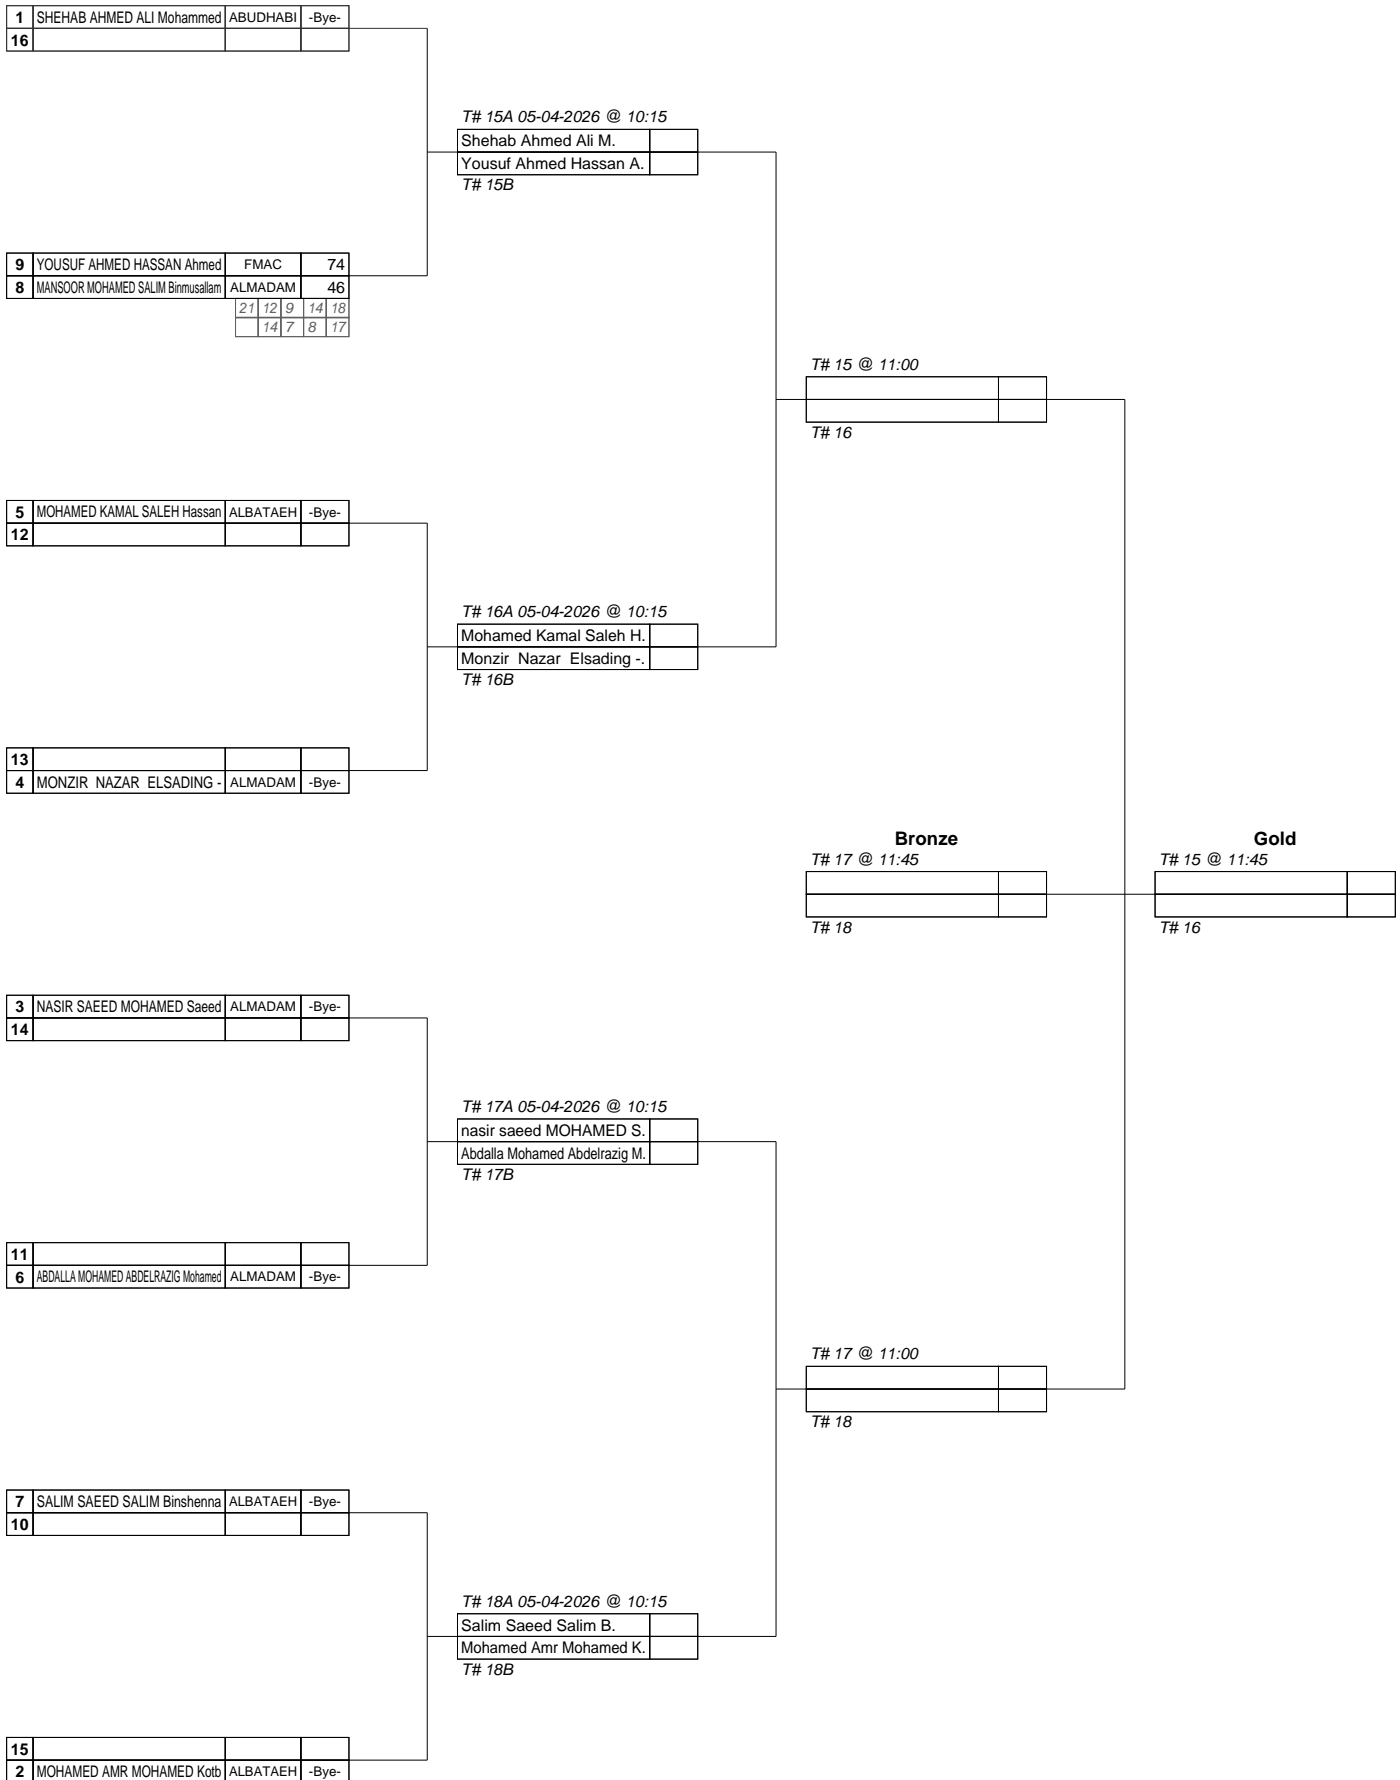 1 SHEHAB AHMED ALI Mohammed ABUDHABI -Bye-
16
T# 15A 05-04-2026 @ 10:15
Shehab Ahmed Ali M.
Yousuf Ahmed Hassan A.
T# 15B
9 YOUSUF AHMED HASSAN Ahmed FMAC 74
8 MANSOOR MOHAMED SALIM Binmusallam ALMADAM 46
21 12 9 14 18
14 7 8 17
T# 15 @ 11:00
T# 16
5 MOHAMED KAMAL SALEH Hassan ALBATAEH -Bye-
12
T# 16A 05-04-2026 @ 10:15
Mohamed Kamal Saleh H.
Monzir Nazar Elsading -.
T# 16B
13
4 MONZIR NAZAR ELSADING - ALMADAM -Bye-
Bronze Gold
T# 17 @ 11:45 T# 15 @ 11:45
T# 18 T# 16
3 NASIR SAEED MOHAMED Saeed ALMADAM -Bye-
14
T# 17A 05-04-2026 @ 10:15
nasir saeed MOHAMED S.
Abdalla Mohamed Abdelrazig M.
T# 17B
11
6 ABDALLA MOHAMED ABDELRAZIG Mohamed ALMADAM -Bye-
T# 17 @ 11:00
T# 18
7 SALIM SAEED SALIM Binshenna ALBATAEH -Bye-
10
T# 18A 05-04-2026 @ 10:15
Salim Saeed Salim B.
Mohamed Amr Mohamed K.
T# 18B
15
2 MOHAMED AMR MOHAMED Kotb ALBATAEH -Bye-